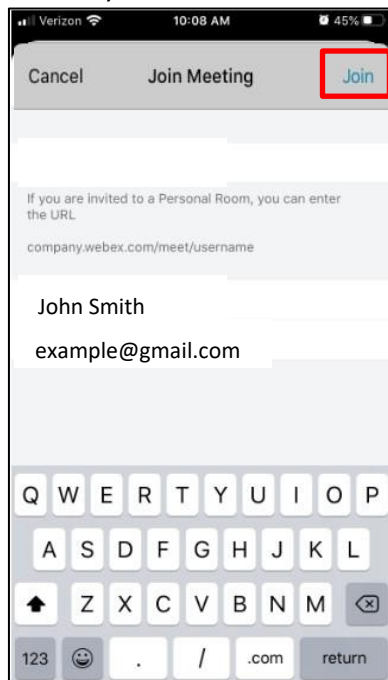 Verizon 10:08 AM 45%
Cancel Join Meeting Join
If you are invited to a Personal Room, you can enter
the URL
company.webex.com/meet/username
John Smith
example@gmail.com
Q W E R T Y U I O P
A S D F G H J K L
Z X C V B N M
123 . / .com return